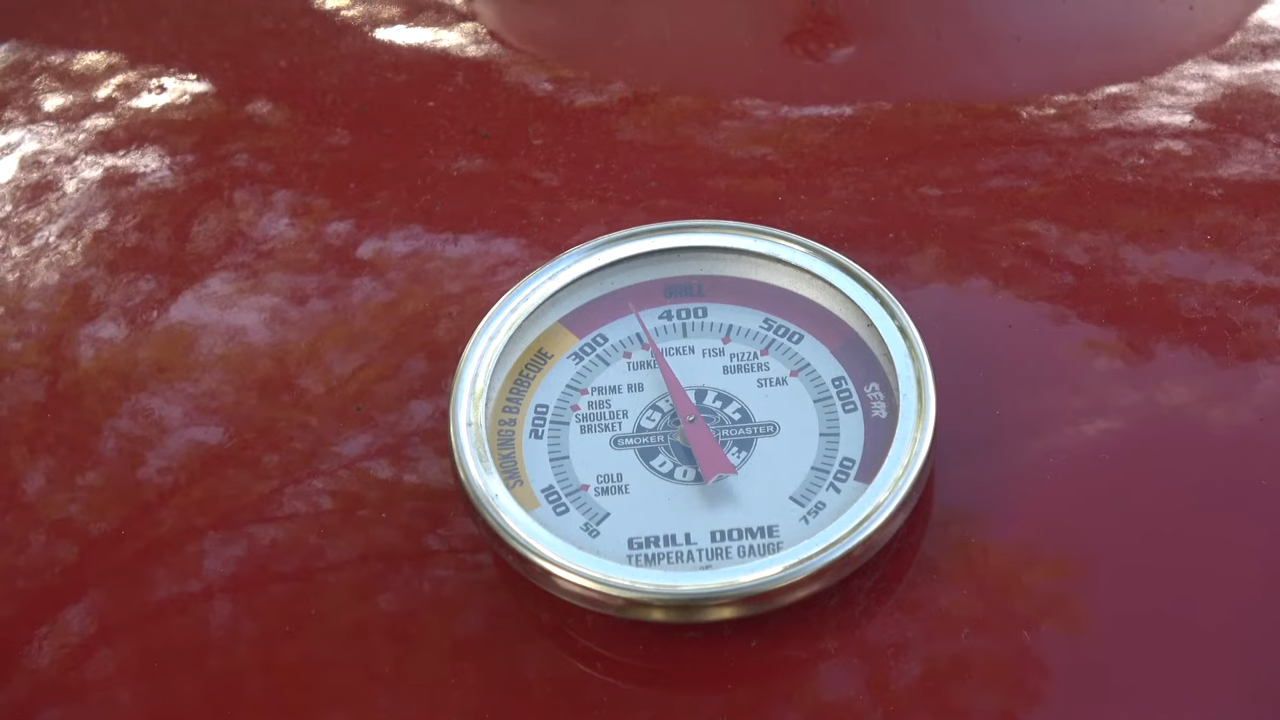 GRILL
400
300
500
CHICKEN
FISH
PIZZA
BURGERS
TURKEY
STEAK
PRIME RIB
RIBS
SHOULDER
BRISKET
200
600
SEAR
SMOKING & BARBEQUE
GRILL
SMOKER
ROASTER
DOME
COLD
SMOKE
100
700
50
750
GRILL DOME
TEMPERATURE GAUGE
°F